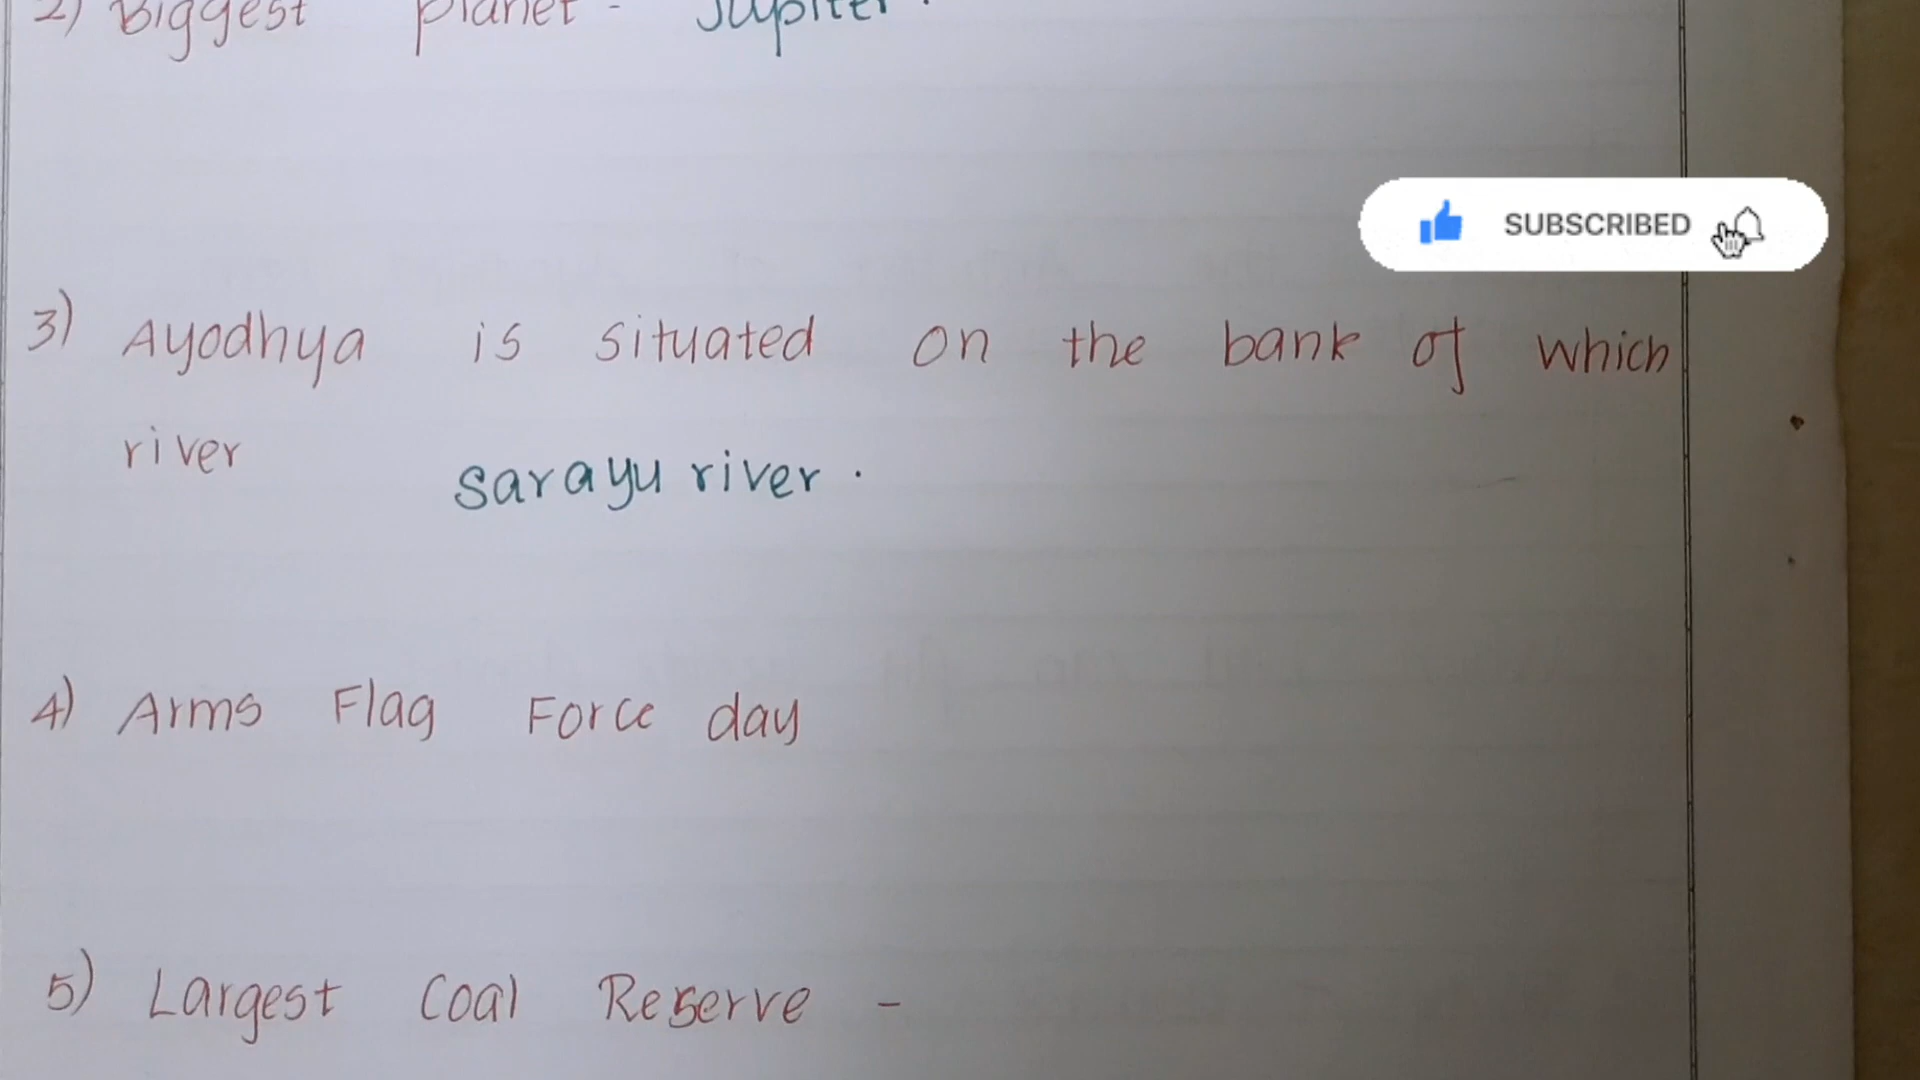 2) Biggest planet - Jupiter.
SUBSCRIBED
3) Ayodhya is situated on the bank of which
river sarayu river.
4) Arms Flag Force day
5) Largest Coal Reserve -